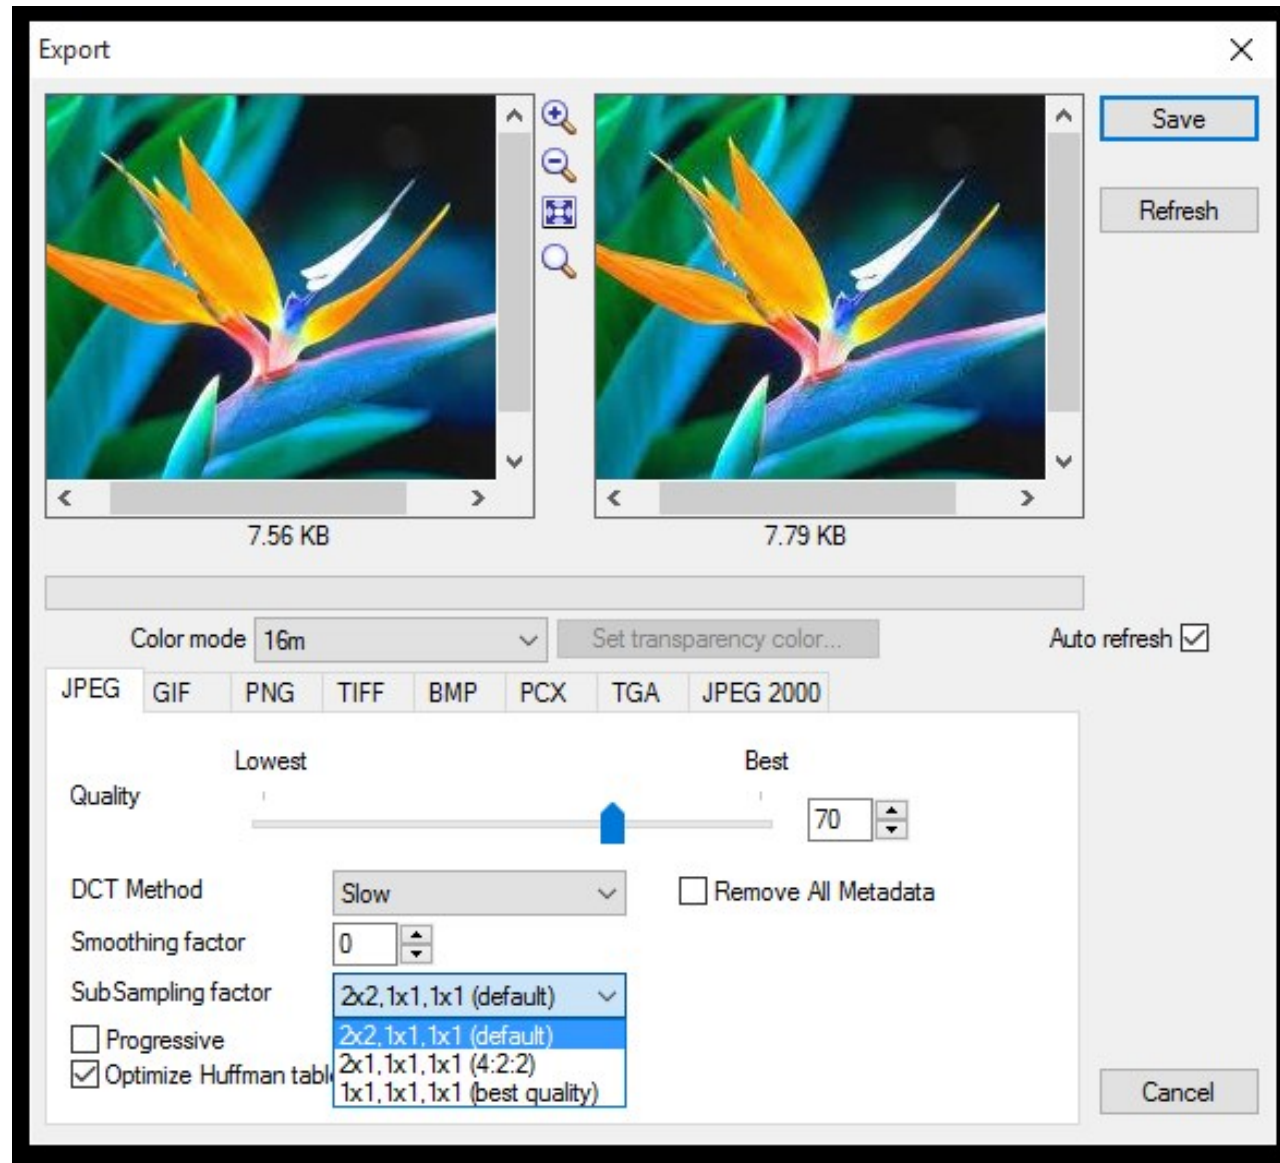 Export
Save
Refresh
7.56 KB
7.79 KB
Color mode 16m Set transparency color... Auto refresh
JPEG GIF PNG TIFF BMP PCX TGA JPEG 2000
Lowest Best
Quality 70
DCT Method Slow Remove All Metadata
Smoothing factor 0
SubSampling factor 2x2,1x1,1x1 (default)
Progressive 2x2,1x1,1x1 (default)
2x1,1x1,1x1 (4:2:2)
Optimize Huffman tabl
1x1,1x1,1x1 (best quality)
Cancel